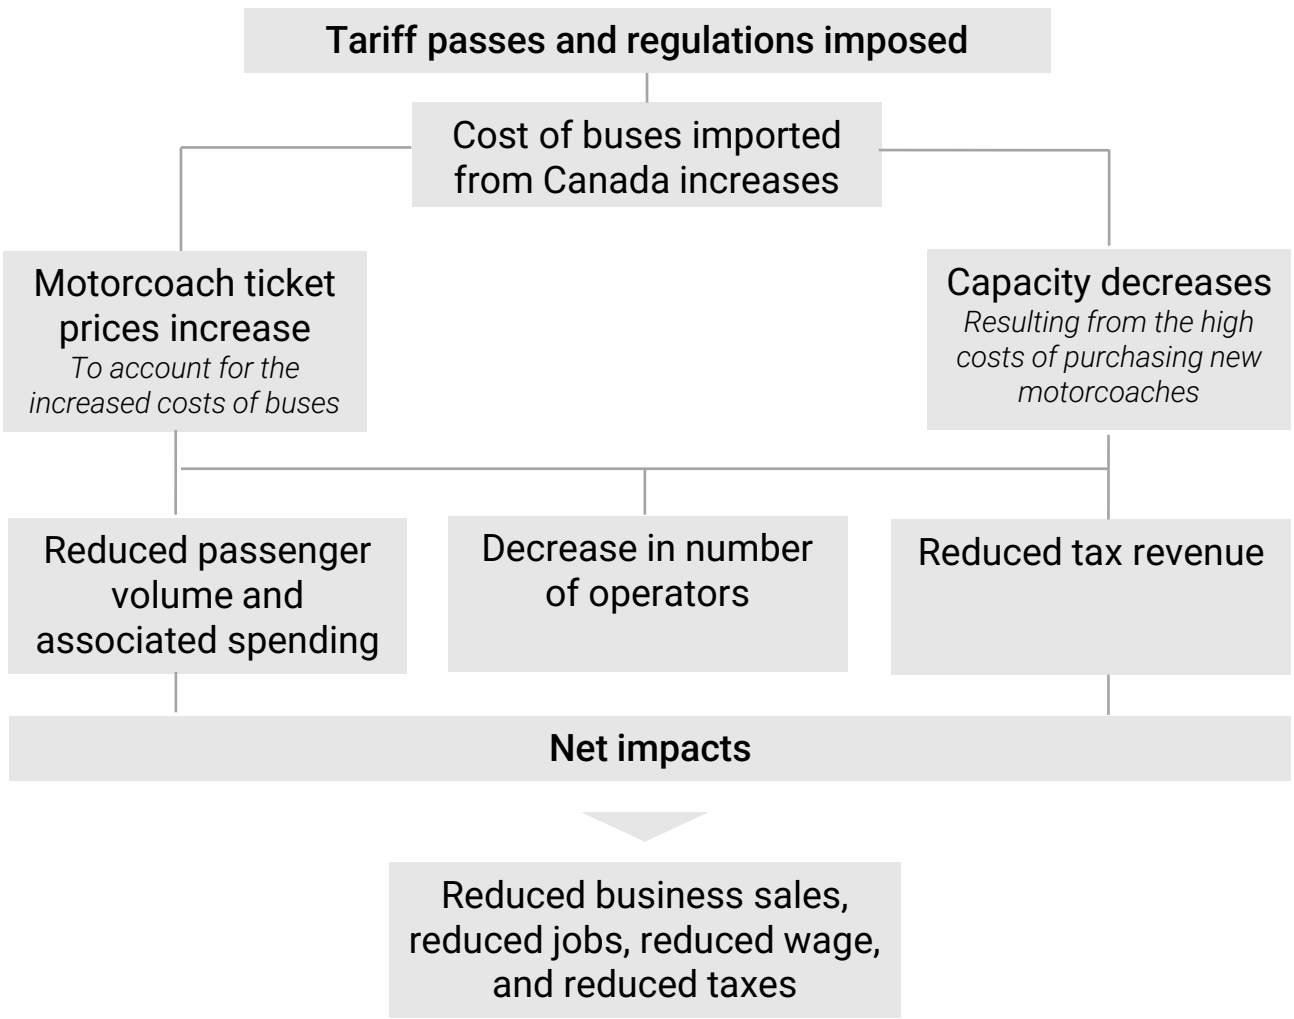 Tariff passes and regulations imposed
Cost of buses imported
from Canada increases
Motorcoach ticket
prices increase
To account for the
increased costs of buses
Capacity decreases
Resulting from the high
costs of purchasing new
motorcoaches
Reduced passenger
volume and
associated spending
Decrease in number
of operators
Reduced tax revenue
Net impacts
Reduced business sales,
reduced jobs, reduced wage,
and reduced taxes